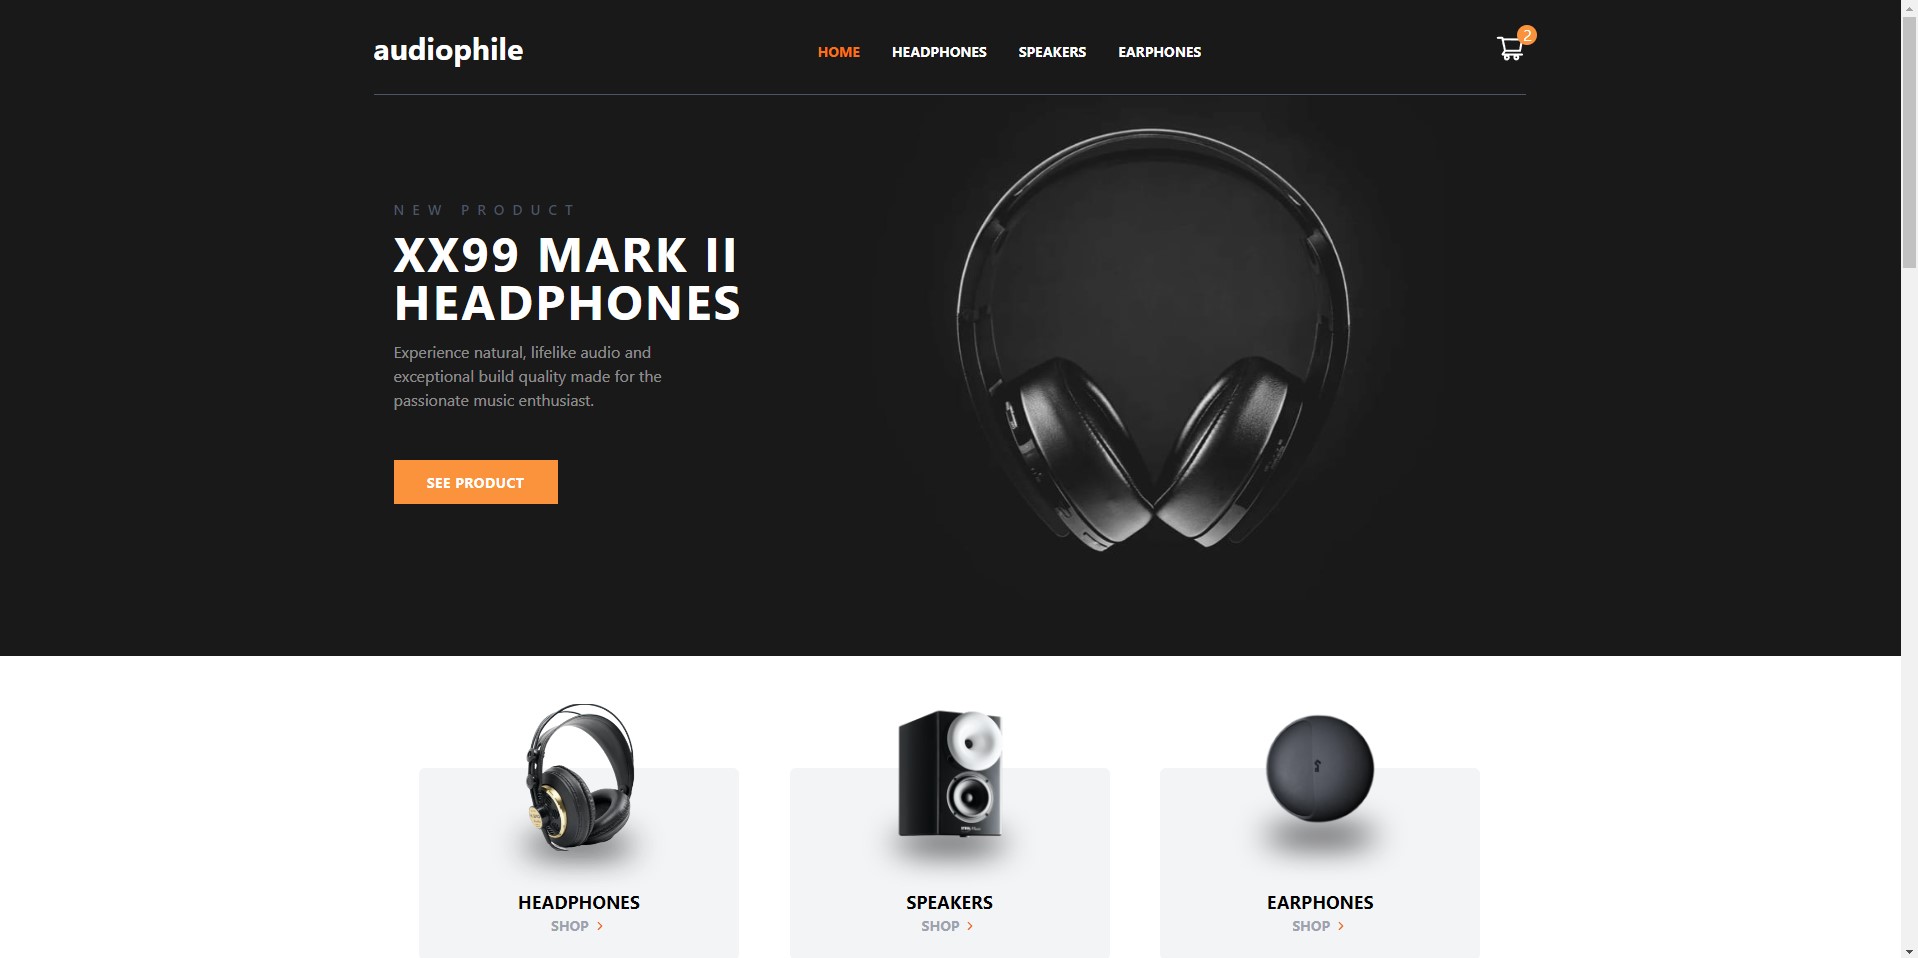 audiophile
HOME HEADPHONES SPEAKERS EARPHONES
2
NEW PRODUCT
XX99 MARK II
HEADPHONES
Experience natural, lifelike audio and
exceptional build quality made for the
passionate music enthusiast.
SEE PRODUCT
HEADPHONES
SHOP >
SPEAKERS
SHOP >
EARPHONES
SHOP >